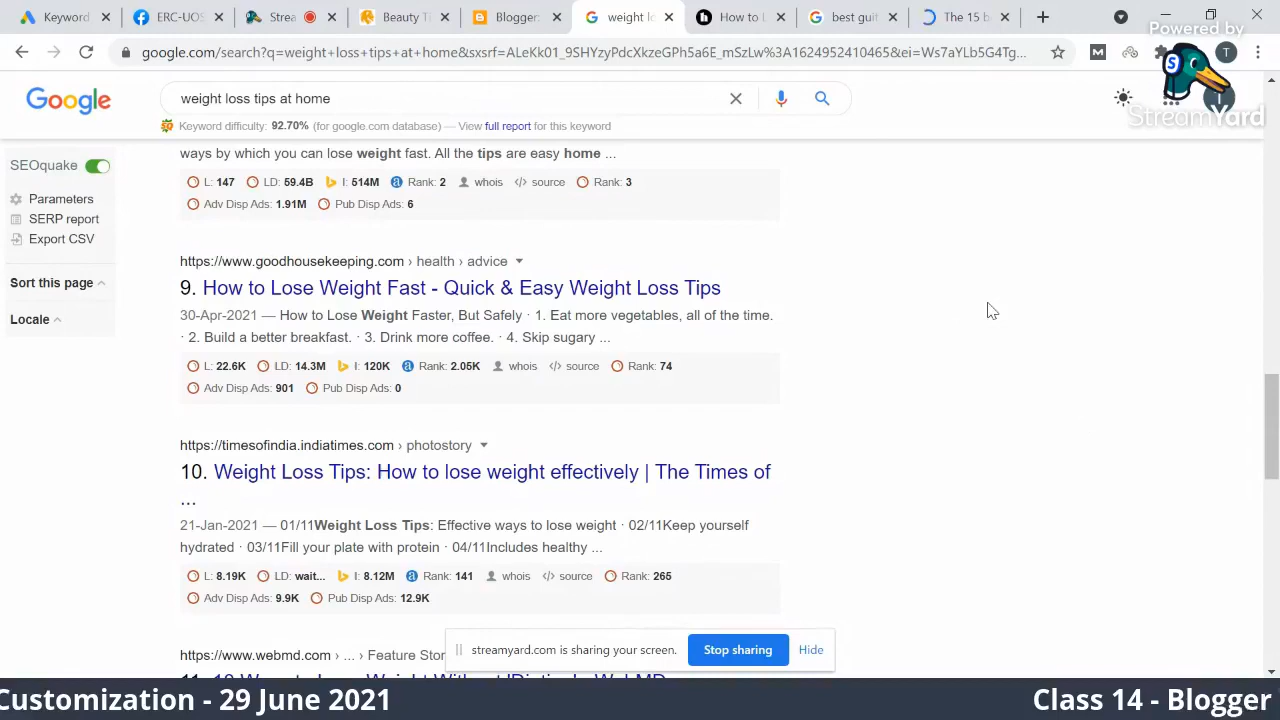 Keyword
ERC-UOS
Strea
Beauty T
Blogger:
weight lo
How to L
best guit
The 15 b
google.com/search?q=weight+loss+tips+at+home&sxsrf=ALeKk01_9SHYzyPdcXkzeGPh5a6E_mSzLw%3A1624952410465&ei=Ws7aYLb5G4Tg...
M
T
Powered by
StreamYard
Google
weight loss tips at home
Keyword difficulty: 92.70% (for google.com database) — View full report for this keyword
SEOquake
Parameters
SERP report
Export CSV
Sort this page
Locale
ways by which you can lose weight fast. All the tips are easy home ...
L: 147 LD: 59.4B I: 514M Rank: 2 whois source Rank: 3
Adv Disp Ads: 1.91M Pub Disp Ads: 6
https://www.goodhousekeeping.com › health › advice
9. How to Lose Weight Fast - Quick & Easy Weight Loss Tips
30-Apr-2021 — How to Lose Weight Faster, But Safely · 1. Eat more vegetables, all of the time.
· 2. Build a better breakfast. · 3. Drink more coffee. · 4. Skip sugary ...
L: 22.6K LD: 14.3M I: 120K Rank: 2.05K whois source Rank: 74
Adv Disp Ads: 901 Pub Disp Ads: 0
https://timesofindia.indiatimes.com › photostory
10. Weight Loss Tips: How to lose weight effectively | The Times of
...
21-Jan-2021 — 01/11Weight Loss Tips: Effective ways to lose weight · 02/11Keep yourself
hydrated · 03/11Fill your plate with protein · 04/11Includes healthy ...
L: 8.19K LD: wait... I: 8.12M Rank: 141 whois source Rank: 265
Adv Disp Ads: 9.9K Pub Disp Ads: 12.9K
streamyard.com is sharing your screen. Stop sharing Hide
https://www.webmd.com › ... › Feature Stor
Customization - 29 June 2021
Class 14 - Blogger